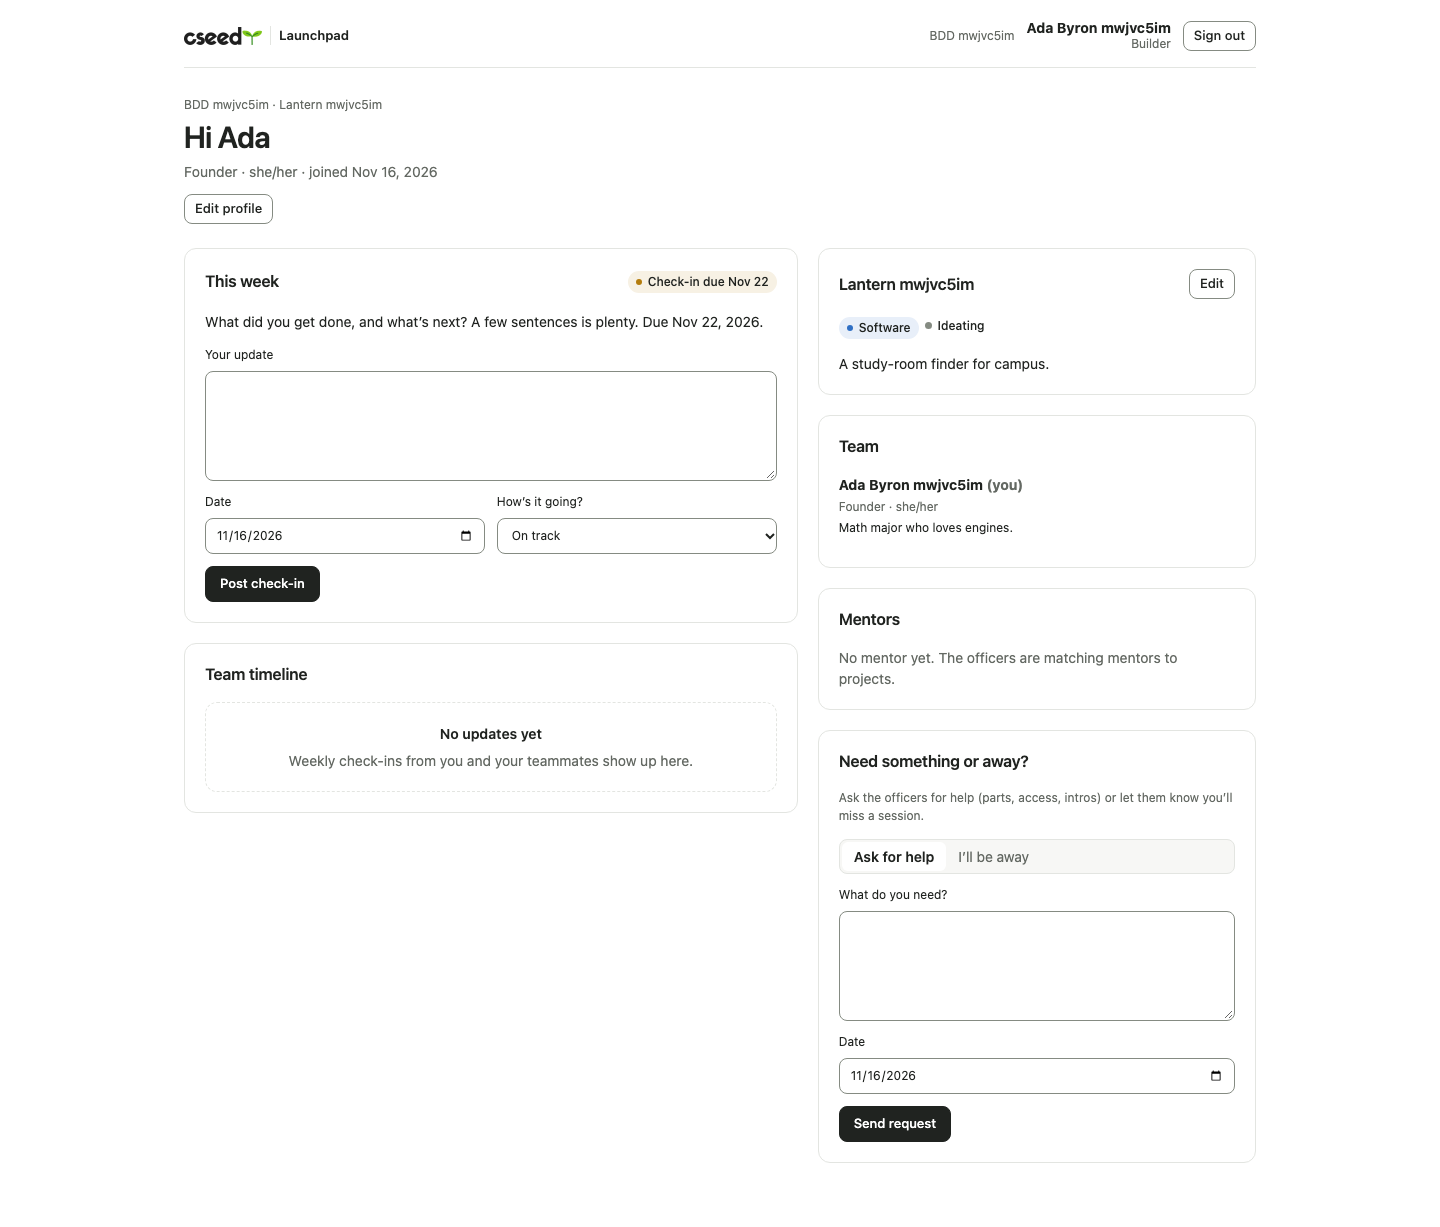 cseed
Launchpad
BDD mwjvc5im
Ada Byron mwjvc5im
Builder
Sign out
BDD mwjvc5im · Lantern mwjvc5im
Hi Ada
Founder · she/her · joined Nov 16, 2026
Edit profile
This week
Check-in due Nov 22
What did you get done, and what’s next? A few sentences is plenty. Due Nov 22, 2026.
Your update
Date
How’s it going?
11/16/2026
On track
Post check-in
Team timeline
No updates yet
Weekly check-ins from you and your teammates show up here.
Lantern mwjvc5im
Edit
Software
Ideating
A study-room finder for campus.
Team
Ada Byron mwjvc5im (you)
Founder · she/her
Math major who loves engines.
Mentors
No mentor yet. The officers are matching mentors to
projects.
Need something or away?
Ask the officers for help (parts, access, intros) or let them know you’ll
miss a session.
Ask for help
I’ll be away
What do you need?
Date
11/16/2026
Send request